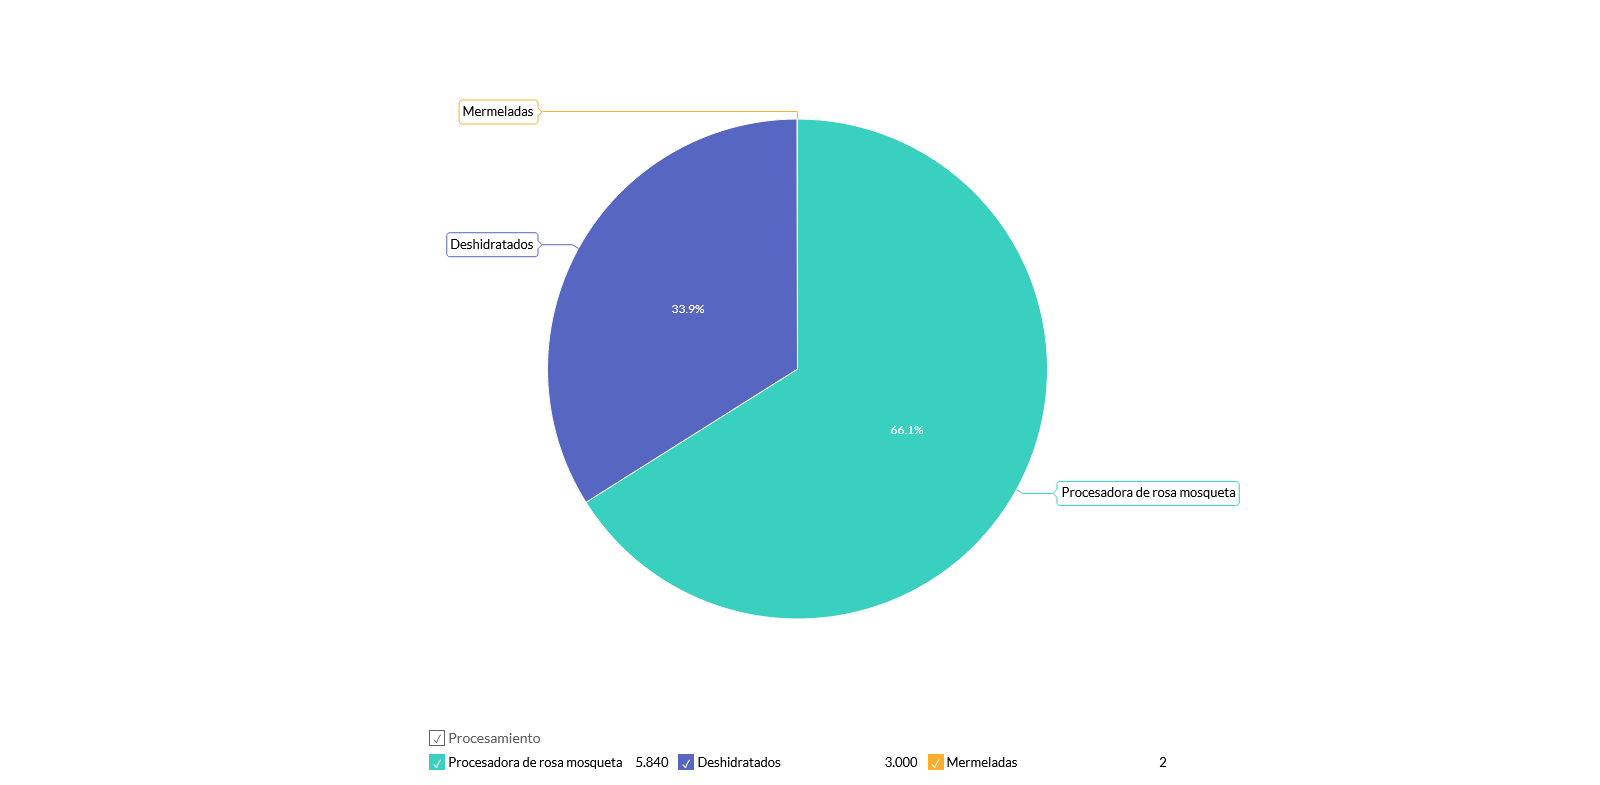 Mermeladas
Deshidratados
33.9%
66.1%
Procesadora de rosa mosqueta
Procesamiento
Procesadora de rosa mosqueta 5.840 Deshidratados 3.000 Mermeladas 2